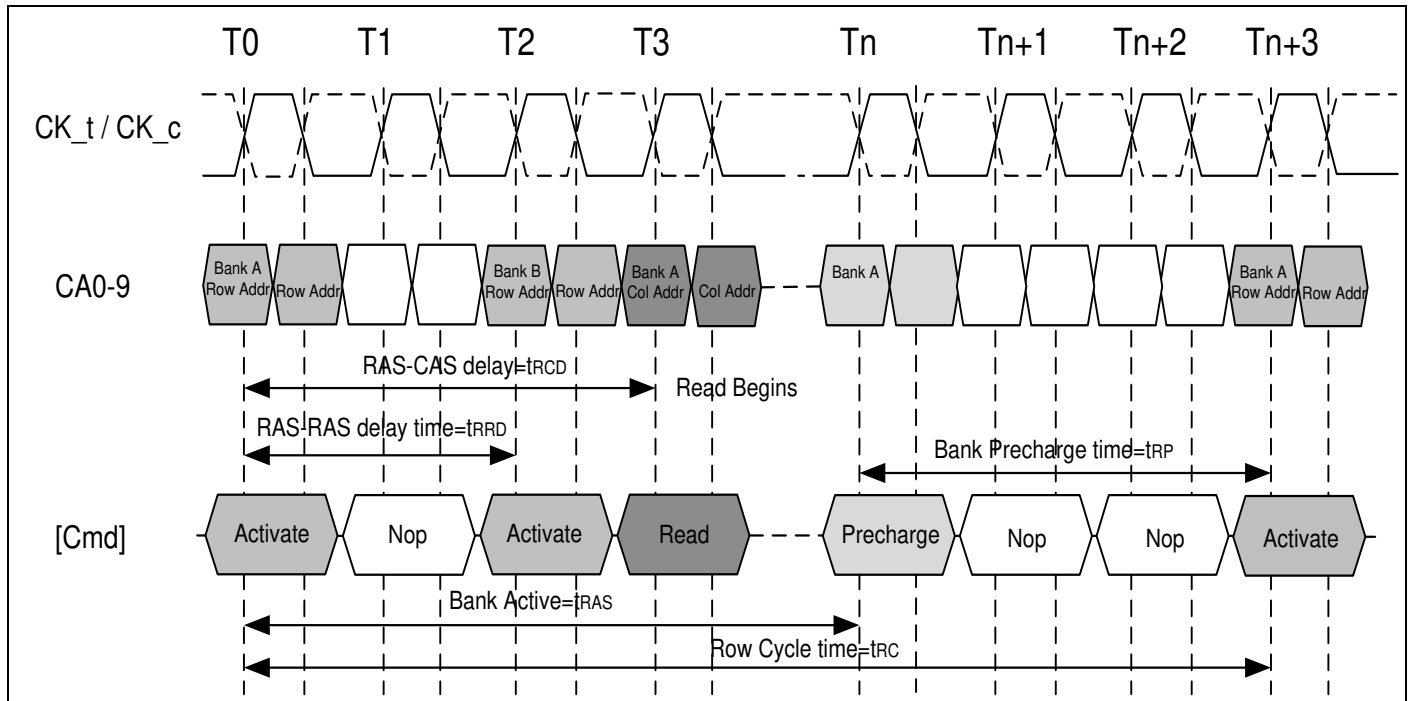 T0 T1 T2 T3 Tn Tn+1 Tn+2 Tn+3
CK_t / CK_c
CA0-9
Bank A
Row Addr
Row Addr
Bank B
Row Addr
Row Addr
Bank A
Col Addr
Col Addr
Bank A
Bank A
Row Addr
Row Addr
RAS-CAS delay=tRCD
Read Begins
RAS-RAS delay time=tRRD
Bank Precharge time=tRP
[Cmd]
Activate
Nop
Activate
Read
Precharge
Nop
Nop
Activate
Bank Active=tRAS
Row Cycle time=tRC